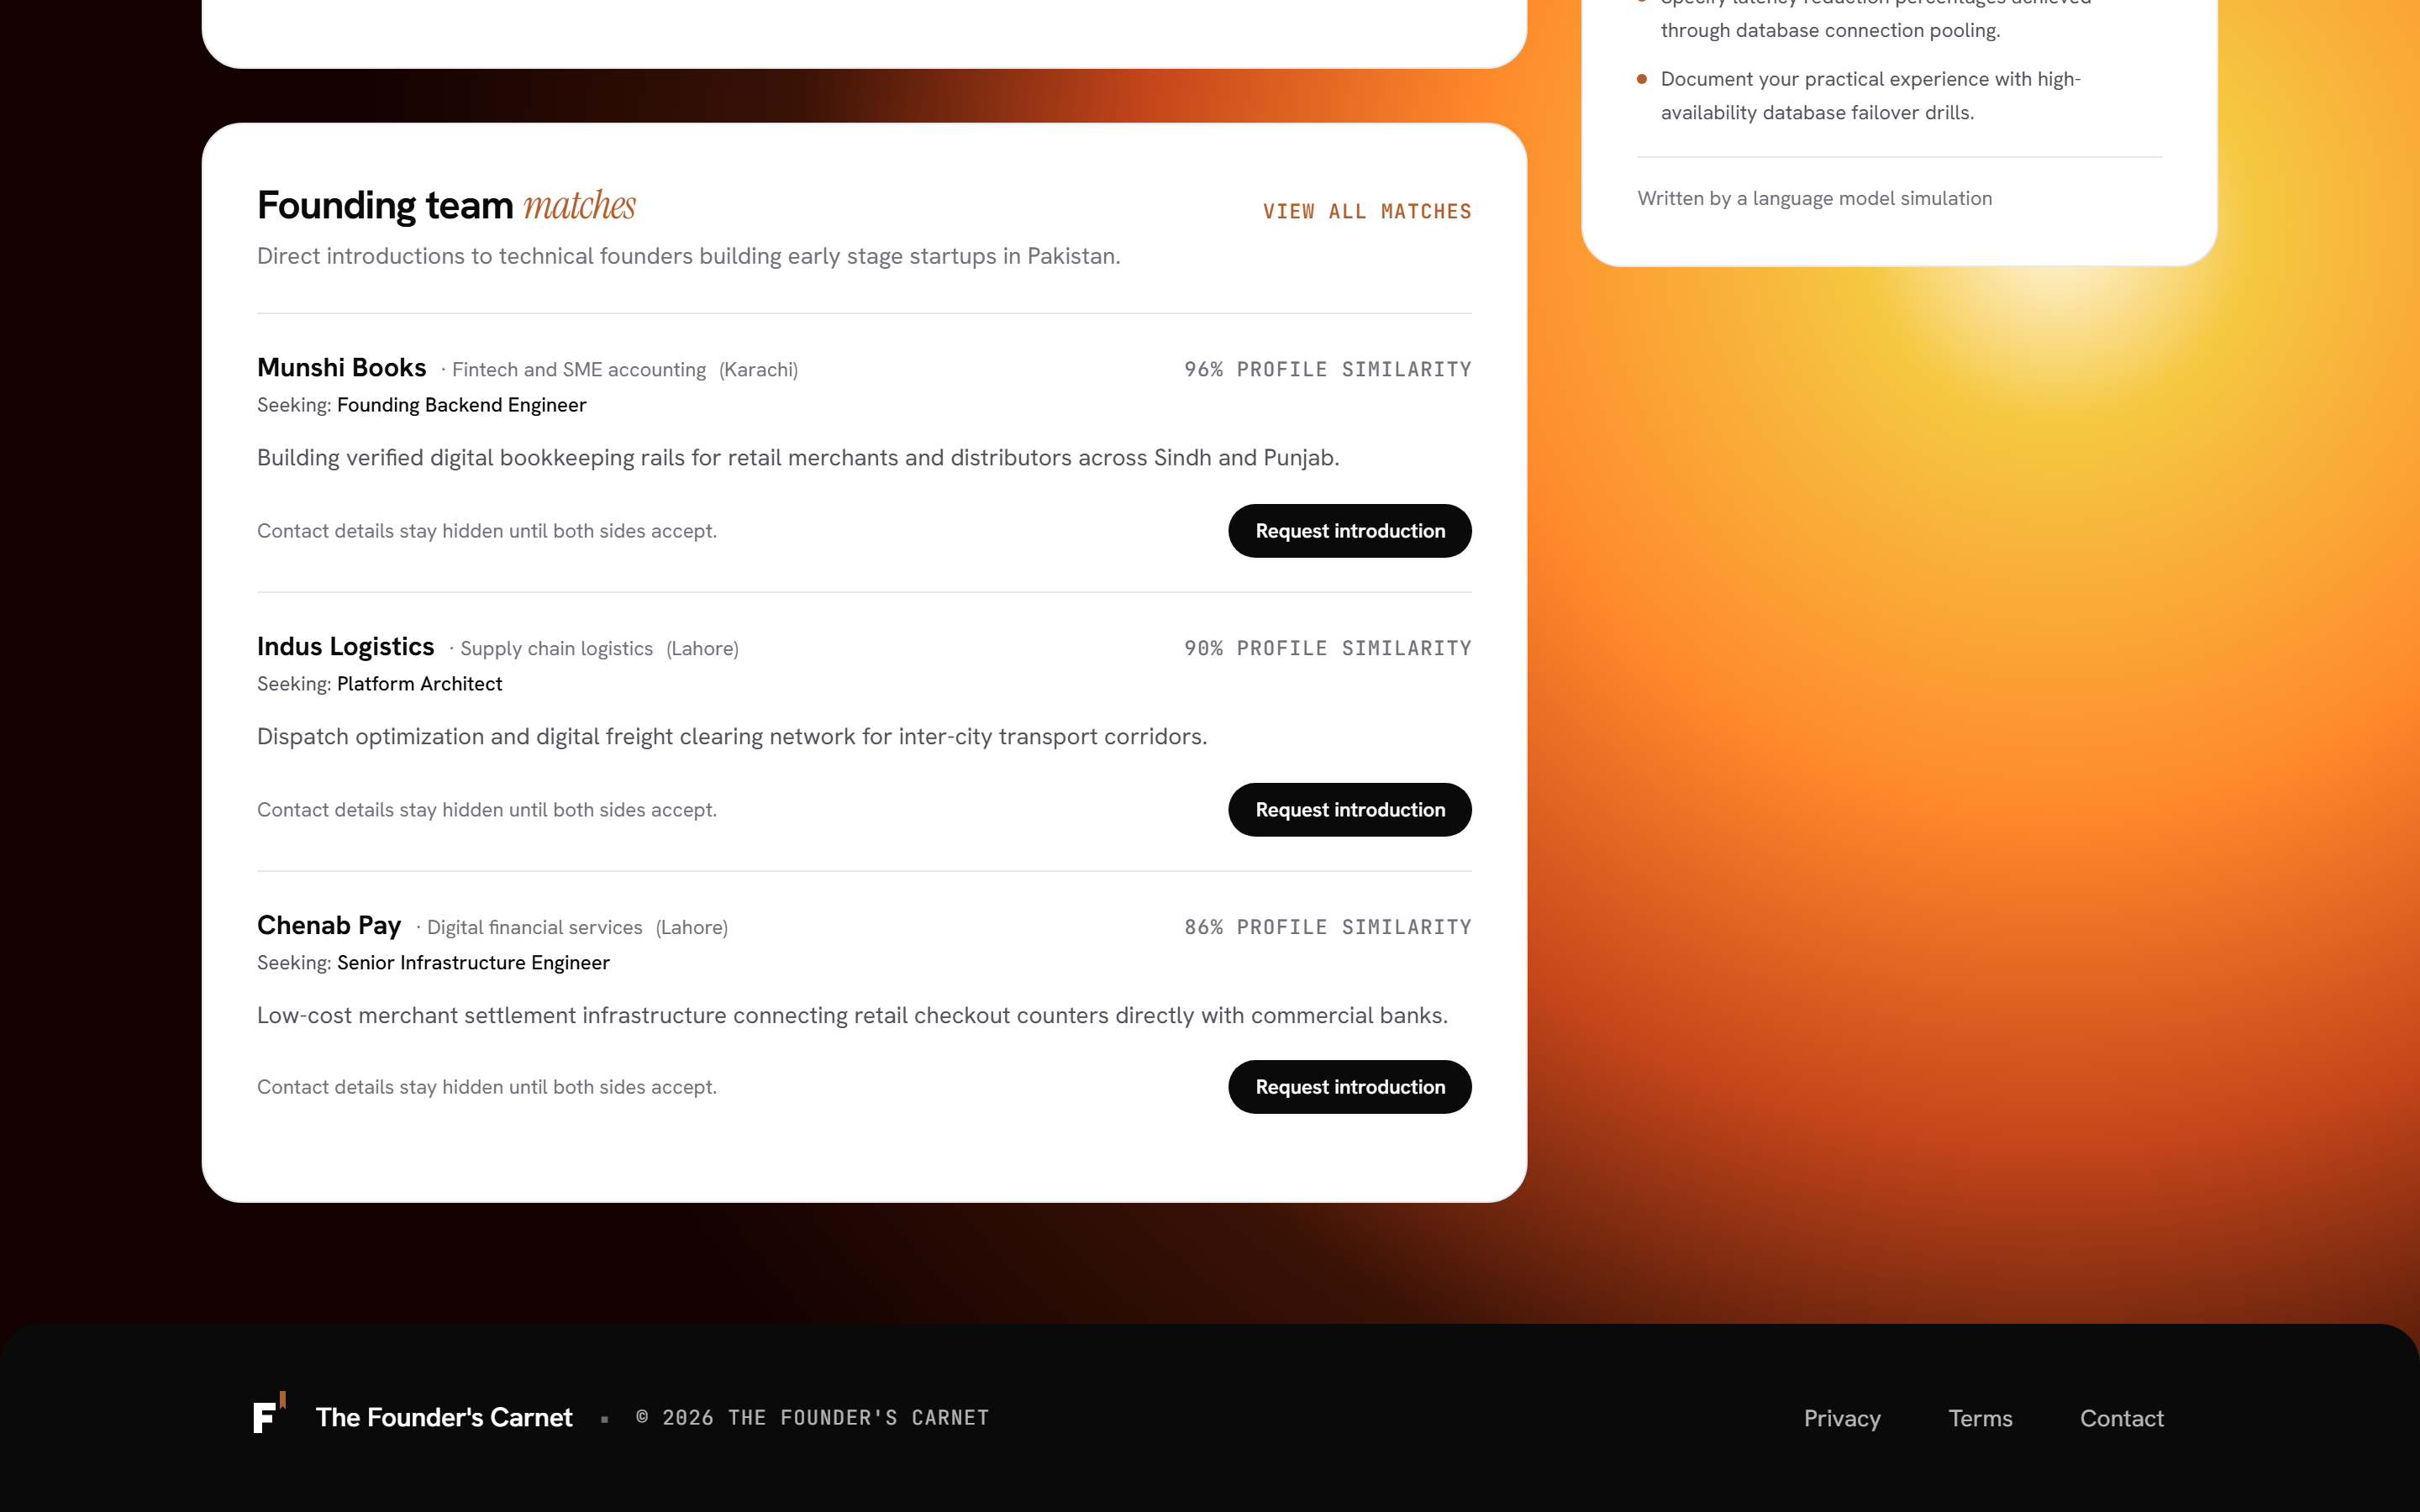 Specify latency reduction percentages achieved
through database connection pooling.
Document your practical experience with high-
availability database failover drills.
Written by a language model simulation
Founding team matches
VIEW ALL MATCHES
Direct introductions to technical founders building early stage startups in Pakistan.
Munshi Books · Fintech and SME accounting (Karachi)
96% PROFILE SIMILARITY
Seeking: Founding Backend Engineer
Building verified digital bookkeeping rails for retail merchants and distributors across Sindh and Punjab.
Contact details stay hidden until both sides accept.
Request introduction
Indus Logistics · Supply chain logistics (Lahore)
90% PROFILE SIMILARITY
Seeking: Platform Architect
Dispatch optimization and digital freight clearing network for inter-city transport corridors.
Contact details stay hidden until both sides accept.
Request introduction
Chenab Pay · Digital financial services (Lahore)
86% PROFILE SIMILARITY
Seeking: Senior Infrastructure Engineer
Low-cost merchant settlement infrastructure connecting retail checkout counters directly with commercial banks.
Contact details stay hidden until both sides accept.
Request introduction
F The Founder's Carnet ▪ © 2026 THE FOUNDER'S CARNET
Privacy Terms Contact